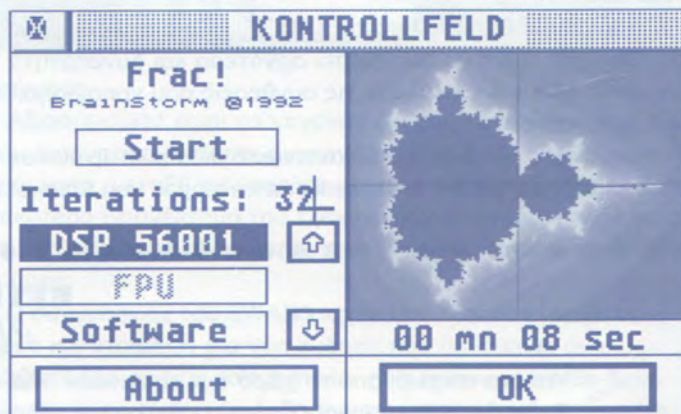 KONTROLLFELD
Frac!
BrainStorm @1992
Start
Iterations: 32
DSP 56001
FPU
Software
00 mn 08 sec
About
OK